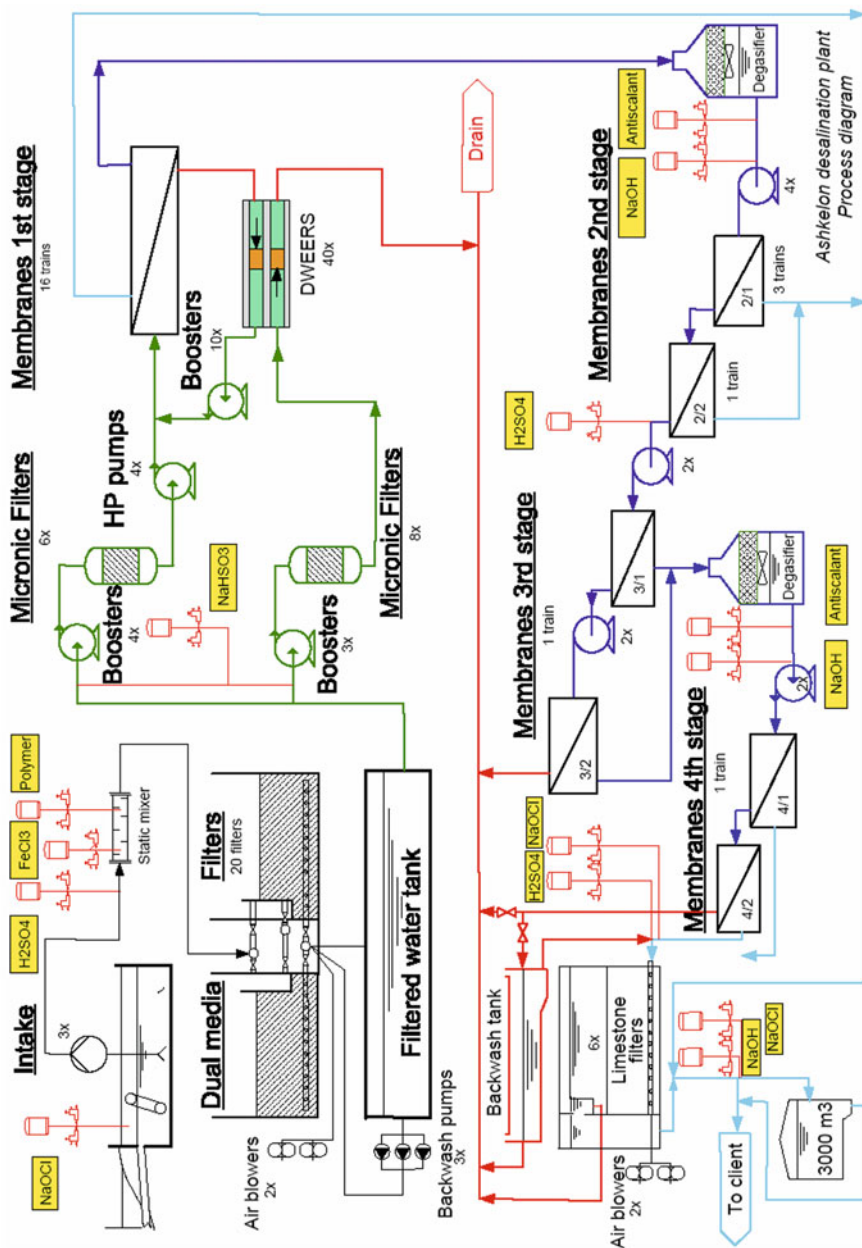 Intake
NaOCl
3x
H2SO4
FeCl3
Polymer
Static mixer
Dual media
Filters
20 filters
Air blowers
2x
Filtered water tank
Backwash pumps
3x
Boosters
4x
Micronic Filters
6x
NaHSO3
Boosters
3x
Micronic Filters
8x
HP pumps
4x
Boosters
10x
Membranes 1st stage
16 trains
DWEERS
40x
Drain
Degasifier
Antiscalant
NaOH
4x
Membranes 2nd stage
2/1
3 trains
2/2
1 train
H2SO4
2x
Membranes 3rd stage
1 train
3/1
2x
3/2
Degasifier
Antiscalant
NaOH
2x
Membranes 4th stage
1 train
4/1
4/2
H2SO4
NaOCl
Backwash tank
6x
Limestone
filters
Air blowers
2x
NaOH
NaOCl
To client
3000 m3
Ashkelon desalination plant
Process diagram